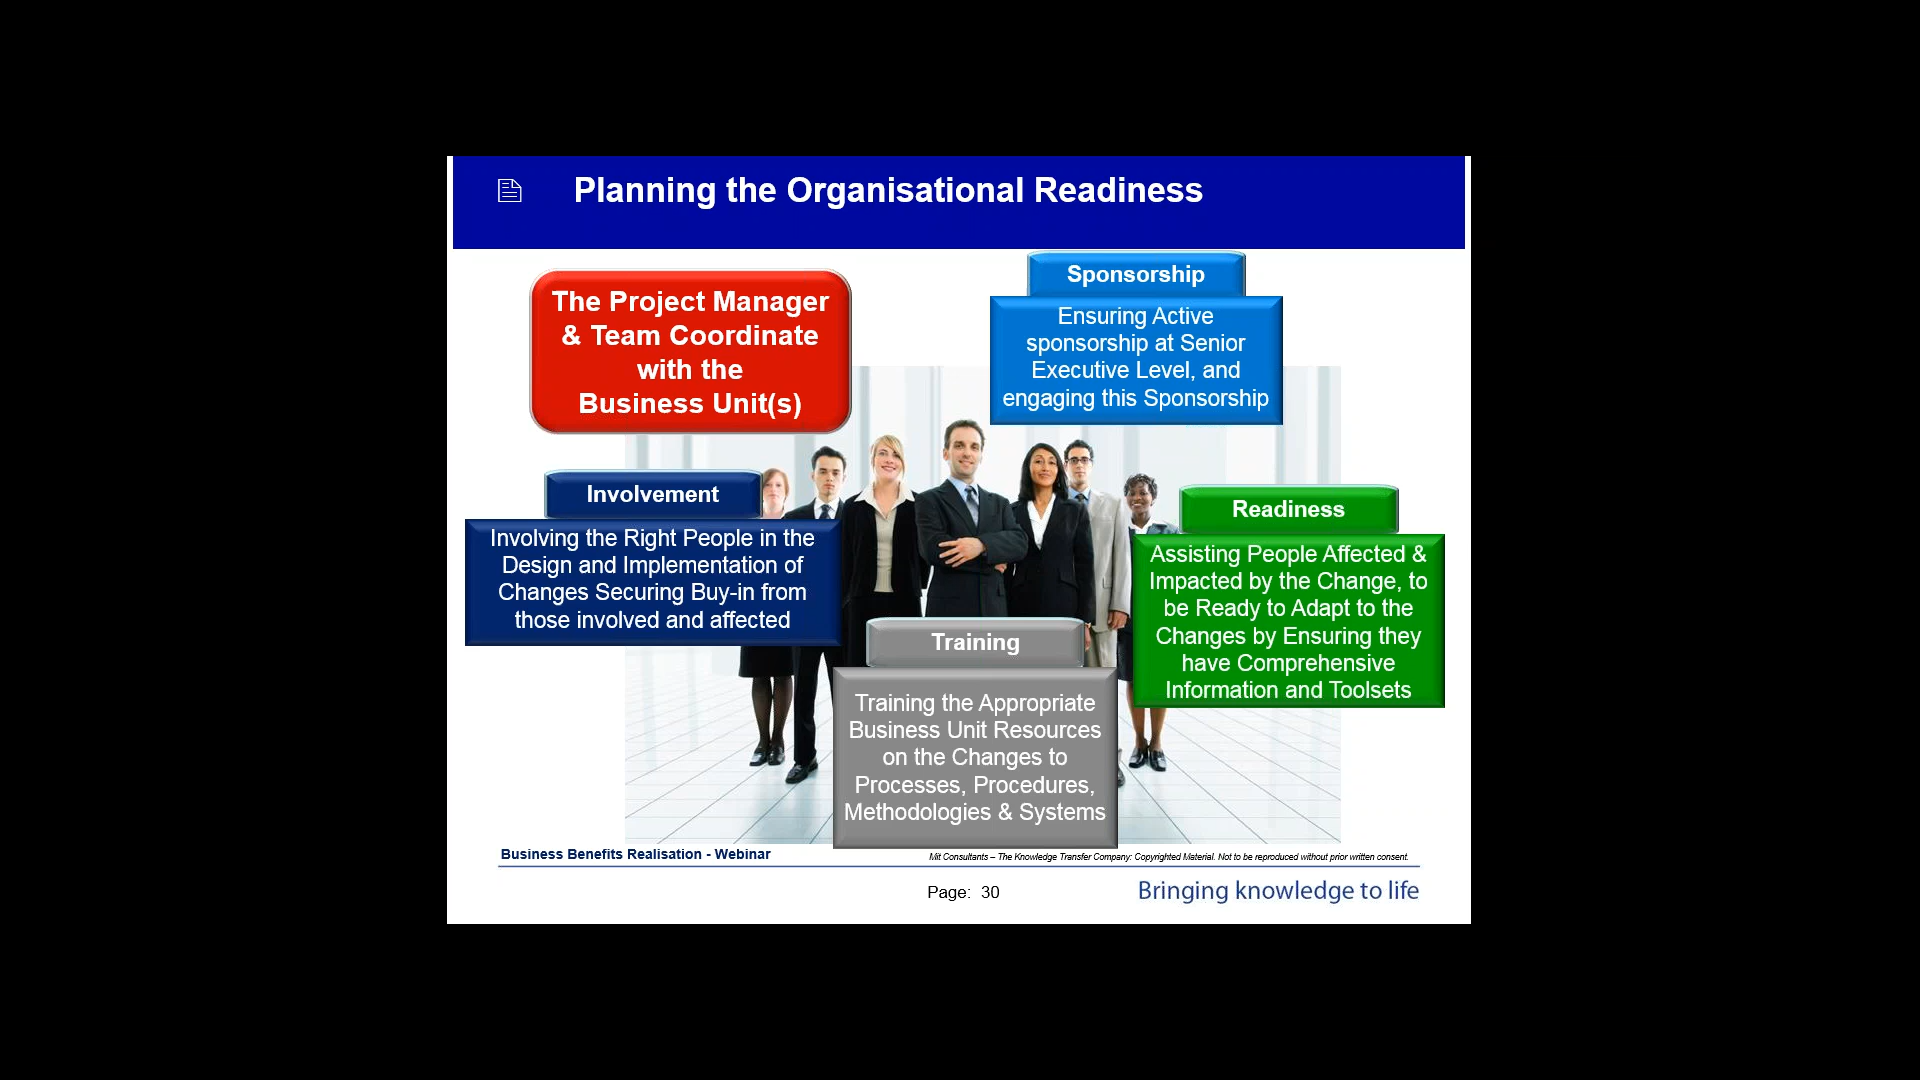 Planning the Organisational Readiness
The Project Manager
& Team Coordinate
with the
Business Unit(s)
Sponsorship
Ensuring Active
sponsorship at Senior
Executive Level, and
engaging this Sponsorship
Involvement
Involving the Right People in the
Design and Implementation of
Changes Securing Buy-in from
those involved and affected
Readiness
Assisting People Affected &
Impacted by the Change, to
be Ready to Adapt to the
Changes by Ensuring they
have Comprehensive
Information and Toolsets
Training
Training the Appropriate
Business Unit Resources
on the Changes to
Processes, Procedures,
Methodologies & Systems
Business Benefits Realisation - Webinar
Mit Consultants – The Knowledge Transfer Company: Copyrighted Material. Not to be reproduced without prior written consent.
Page: 30
Bringing knowledge to life